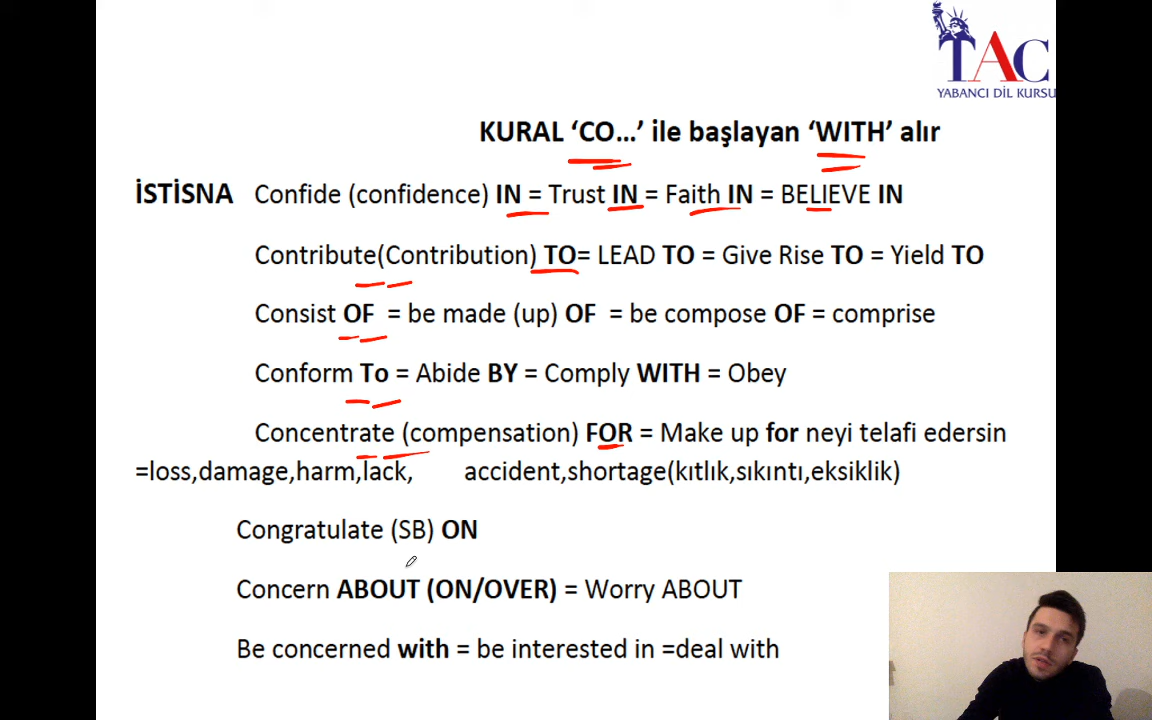 TAC
YABANCI DİL KURSU
KURAL ‘CO...’ ile başlayan ‘WITH’ alır
İSTİSNA Confide (confidence) IN = Trust IN = Faith IN = BELIEVE IN
Contribute(Contribution) TO= LEAD TO = Give Rise TO = Yield TO
Consist OF = be made (up) OF = be compose OF = comprise
Conform To = Abide BY = Comply WITH = Obey
Concentrate (compensation) FOR = Make up for neyi telafi edersin
=loss,damage,harm,lack, accident,shortage(kıtlık,sıkıntı,eksiklik)
Congratulate (SB) ON
Concern ABOUT (ON/OVER) = Worry ABOUT
Be concerned with = be interested in =deal with